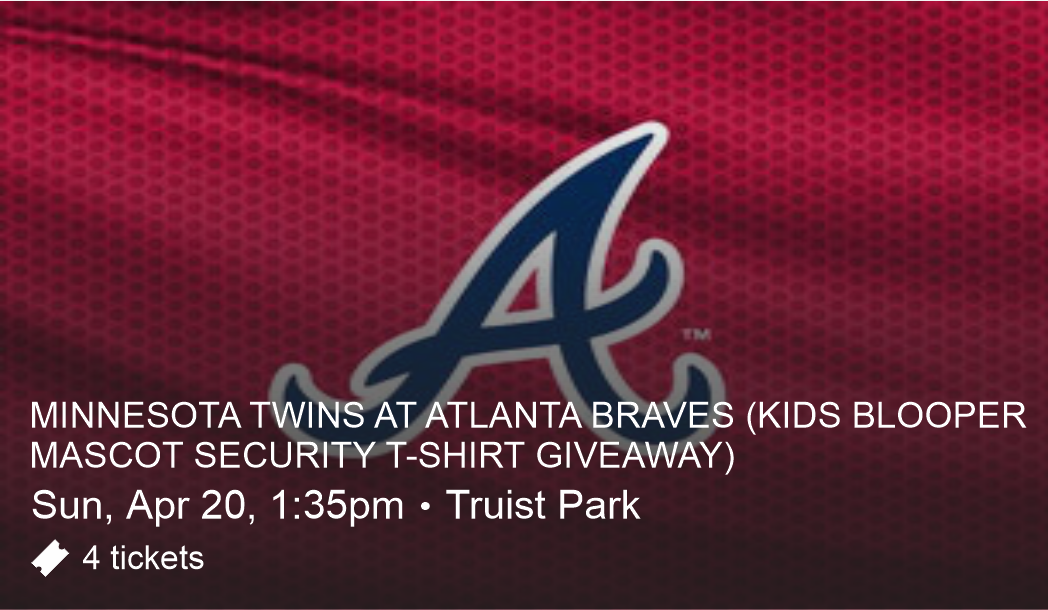 A
TM
MINNESOTA TWINS AT ATLANTA BRAVES (KIDS BLOOPER
MASCOT SECURITY T-SHIRT GIVEAWAY)
Sun, Apr 20, 1:35pm • Truist Park
4 tickets